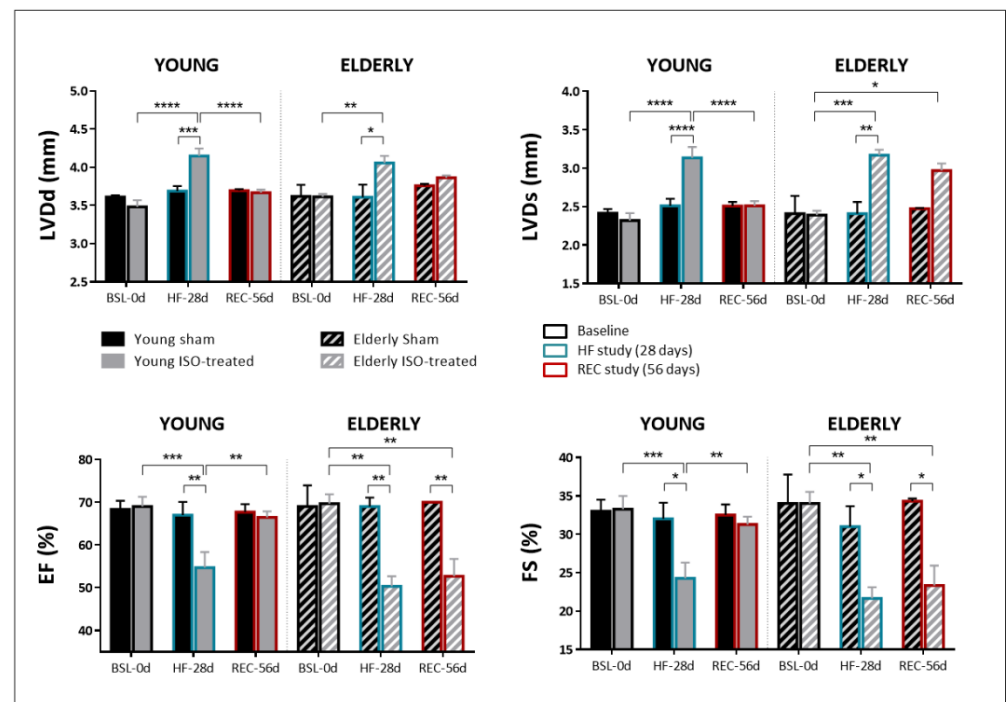 YOUNG ELDERLY
5.0
4.5
4.0
3.5
3.0
2.5
LVDd (mm)
**** ****
***
**
*
BSL-0d HF-28d REC-56d BSL-0d HF-28d REC-56d
YOUNG ELDERLY
4.0
3.5
3.0
2.5
2.0
1.5
LVDs (mm)
*
**** ****
***
****
**
BSL-0d HF-28d REC-56d BSL-0d HF-28d REC-56d
Young sham
Young ISO-treated
Elderly Sham
Elderly ISO-treated
Baseline
HF study (28 days)
REC study (56 days)
YOUNG ELDERLY
80
70
60
50
40
EF (%)
**
*** **
**
**
** **
BSL-0d HF-28d REC-56d BSL-0d HF-28d REC-56d
YOUNG ELDERLY
40
35
30
25
20
15
FS (%)
**
*** **
**
*
* *
BSL-0d HF-28d REC-56d BSL-0d HF-28d REC-56d